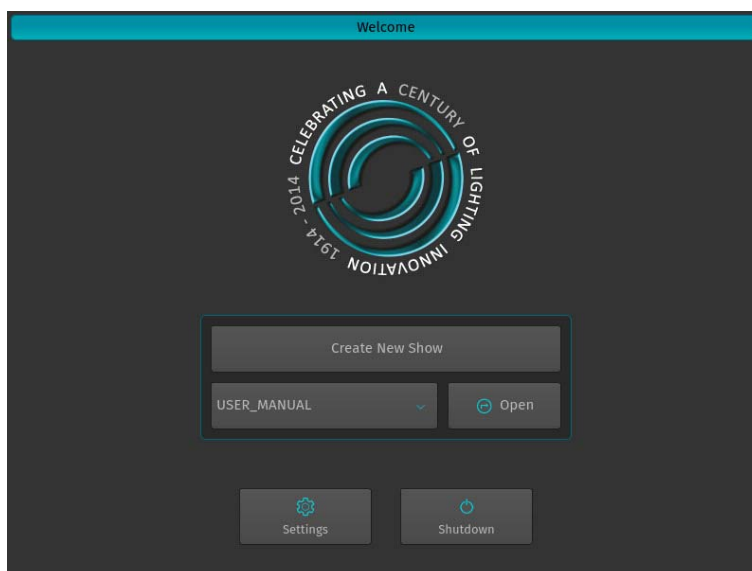 Welcome
1914 - 2014 CELEBRATING A CENTURY OF LIGHTING INNOVATION
Create New Show
USER_MANUAL
Open
Settings
Shutdown